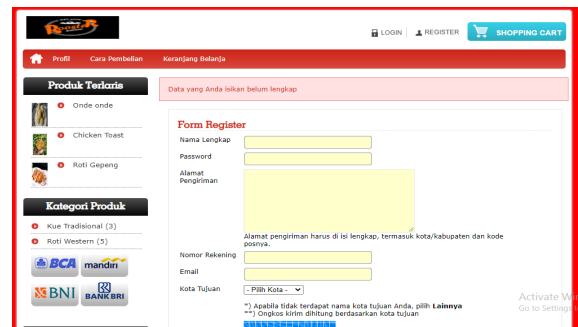 RoosterR
LOGIN
REGISTER
SHOPPING CART
Profil
Cara Pembelian
Keranjang Belanja
Produk Terlaris
Onde onde
Chicken Toast
Roti Gepeng
Kategori Produk
Kue Tradisional (3)
Roti Western (5)
BCA
mandiri
BNI
BANK BRI
Data yang Anda isikan belum lengkap
Form Register
Nama Lengkap
Password
Alamat
Pengiriman
Alamat pengiriman harus di isi lengkap, termasuk kota/kabupaten dan kode
posnya.
Nomor Rekening
Email
Kota Tujuan
- Pilih Kota -
*) Apabila tidak terdapat nama kota tujuan Anda, pilih Lainnya
**) Ongkos kirim dihitung berdasarkan kota tujuan
Activate Win
Go to Settings